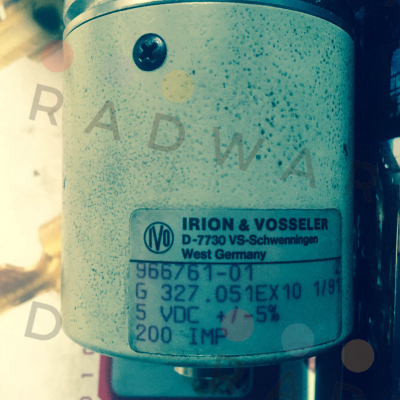 RADWA
IVO
IRION & VOSSELER
D-7730 VS-Schwenningen
West Germany
966761-01
G 327.051EX10 1/91
5 VDC +/-5%
200 IMP